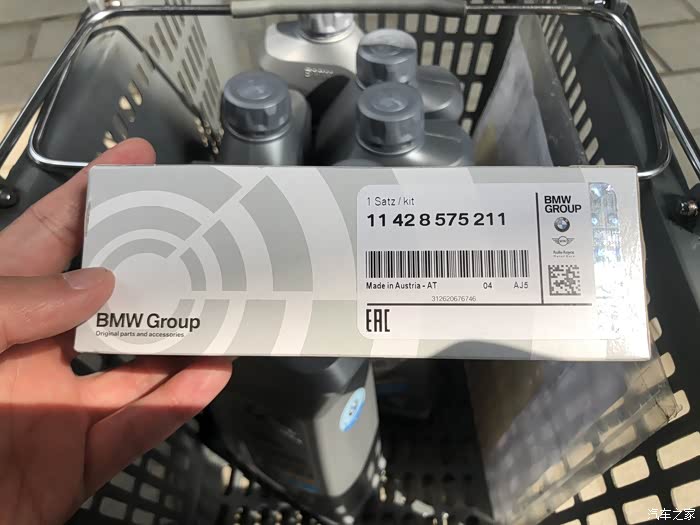 1 Satz / kit
11 42 8 575 211
Made in Austria - AT 04 AJ5
312620676746
EAC
BMW
GROUP
BMW Group
Original parts and accessories
汽车之家